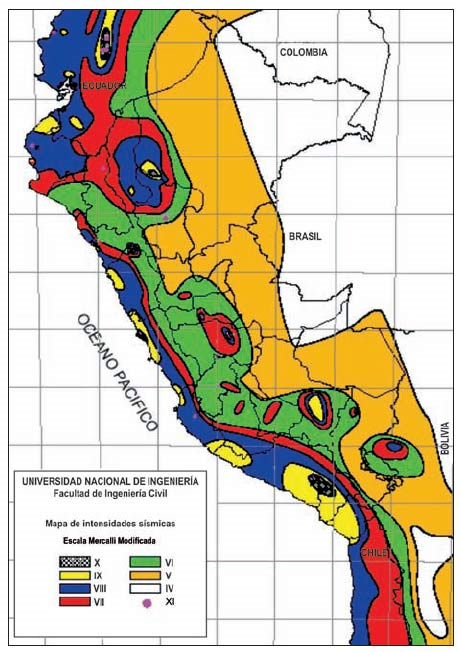 COLOMBIA
ECUADOR
BRASIL
OCEANO PACIFICO
BOLIVIA
CHILE
UNIVERSIDAD NACIONAL DE INGENIERÍA
Facultad de Ingeniería Civil
Mapa de intensidades sísmicas
Escala Mercalli Modificada
X
IX
VIII
VII
VI
V
IV
XI